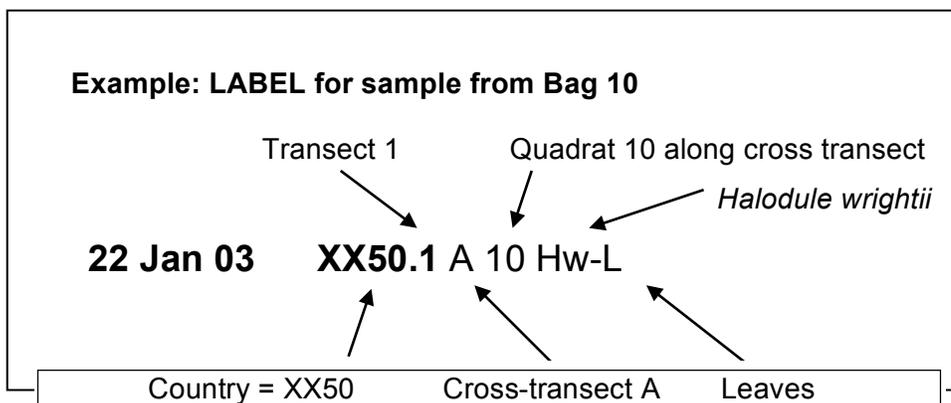 Example: LABEL for sample from Bag 10
Transect 1 Quadrat 10 along cross transect
Halodule wrightii
22 Jan 03 XX50.1 A 10 Hw-L
Country = XX50 Cross-transect A Leaves